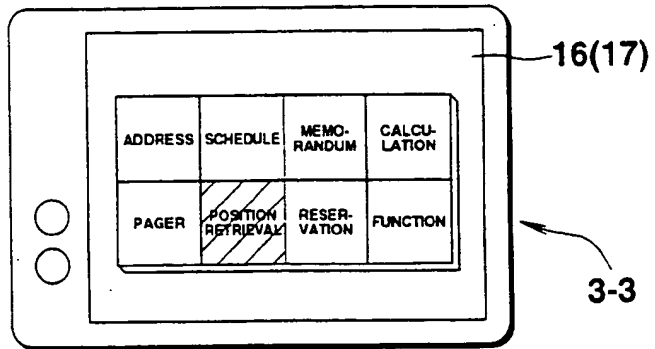 16(17)
ADDRESS
SCHEDULE
MEMO-
RANDUM
CALCU-
LATION
PAGER
POSITION
RETRIEVAL
RESER-
VATION
FUNCTION
3-3